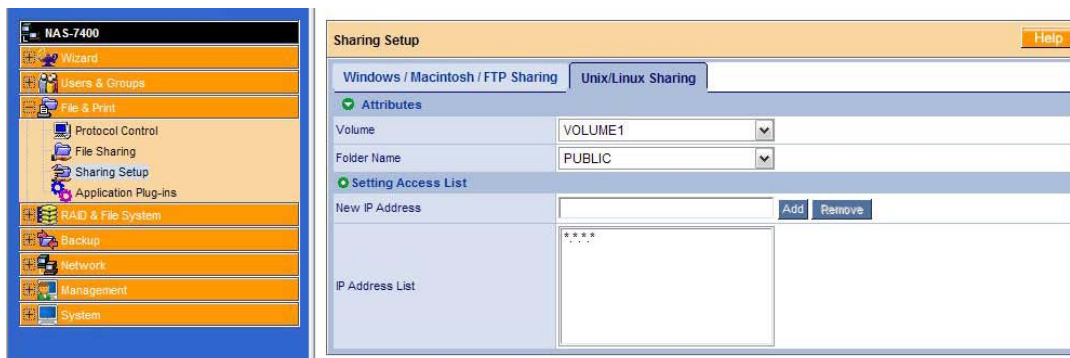 NAS-7400
Wizard
Users & Groups
File & Print
Protocol Control
File Sharing
Sharing Setup
Application Plug-ins
RAID & File System
Backup
Network
Management
System
Sharing Setup
Help
Windows / Macintosh / FTP Sharing
Unix/Linux Sharing
Attributes
Volume
VOLUME1
Folder Name
PUBLIC
Setting Access List
New IP Address
Add
Remove
IP Address List
*.*.*.*